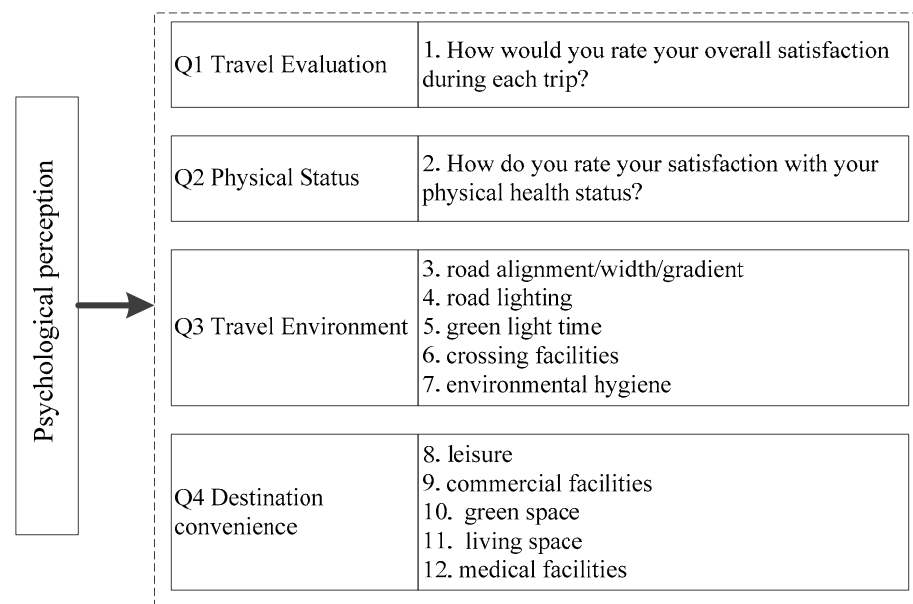 Psychological perception
Q1 Travel Evaluation
1. How would you rate your overall satisfaction
during each trip?
Q2 Physical Status
2. How do you rate your satisfaction with your
physical health status?
Q3 Travel Environment
3. road alignment/width/gradient
4. road lighting
5. green light time
6. crossing facilities
7. environmental hygiene
Q4 Destination
convenience
8. leisure
9. commercial facilities
10. green space
11. living space
12. medical facilities